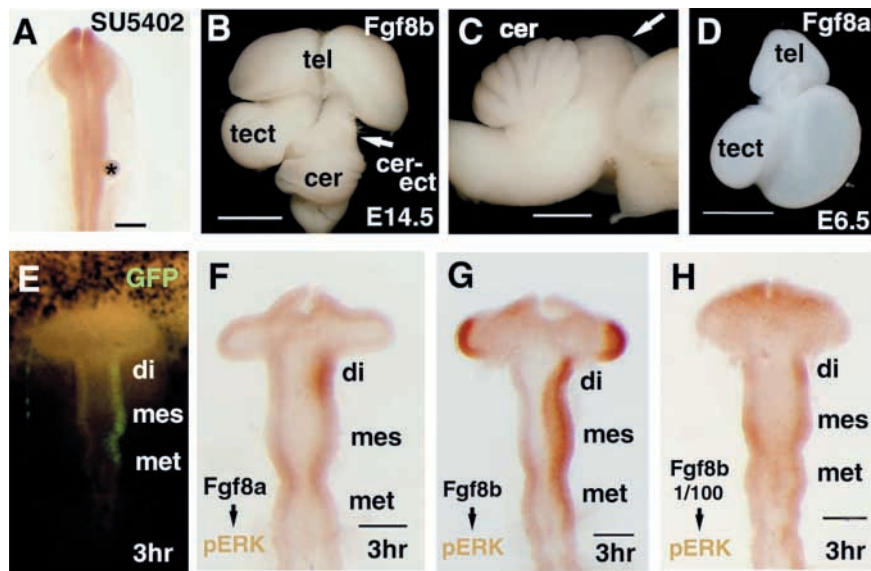 A SU5402
*
B Fgf8b
tel
tect
cer
cer-
ect
E14.5
C cer
D Fgf8a
tel
tect
E6.5
E GFP
di
mes
met
3hr
F
di
mes
met
Fgf8a
pERK
3hr
G
di
mes
met
Fgf8b
pERK
3hr
H
di
mes
met
Fgf8b
1/100
pERK
3hr